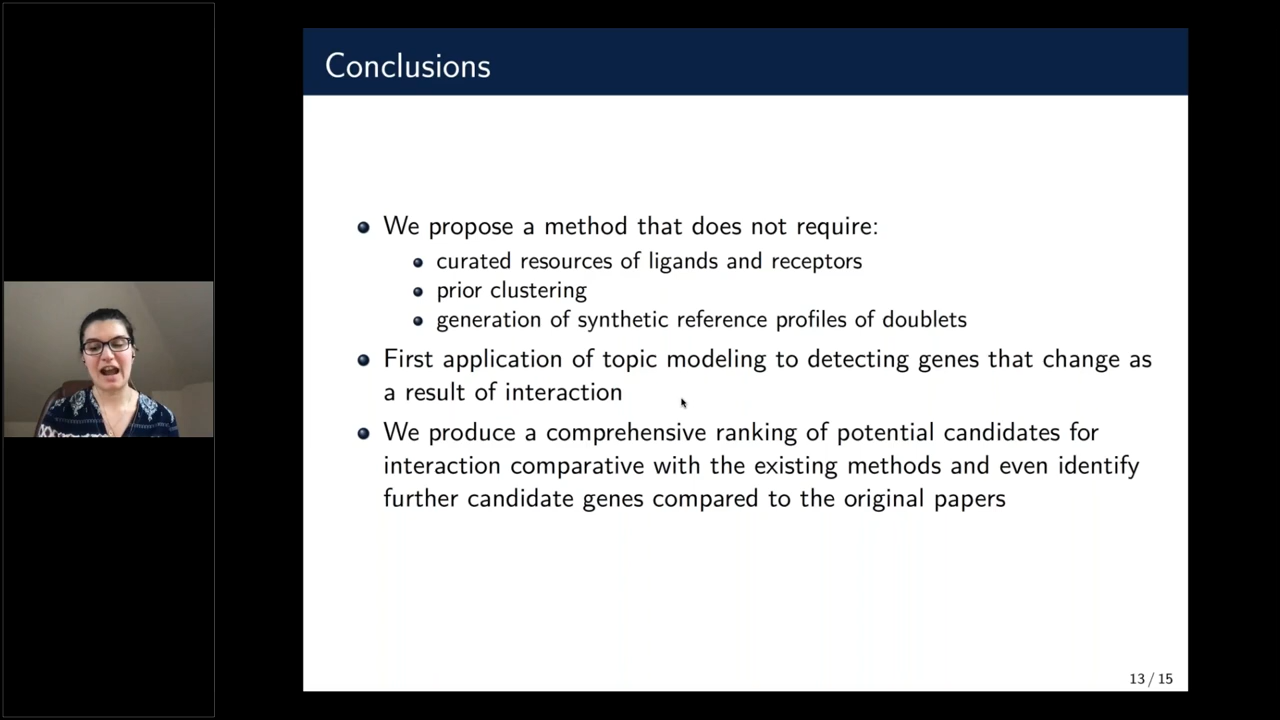 Conclusions
We propose a method that does not require:
curated resources of ligands and receptors
prior clustering
generation of synthetic reference profiles of doublets
First application of topic modeling to detecting genes that change as
a result of interaction
We produce a comprehensive ranking of potential candidates for
interaction comparative with the existing methods and even identify
further candidate genes compared to the original papers
13 / 15